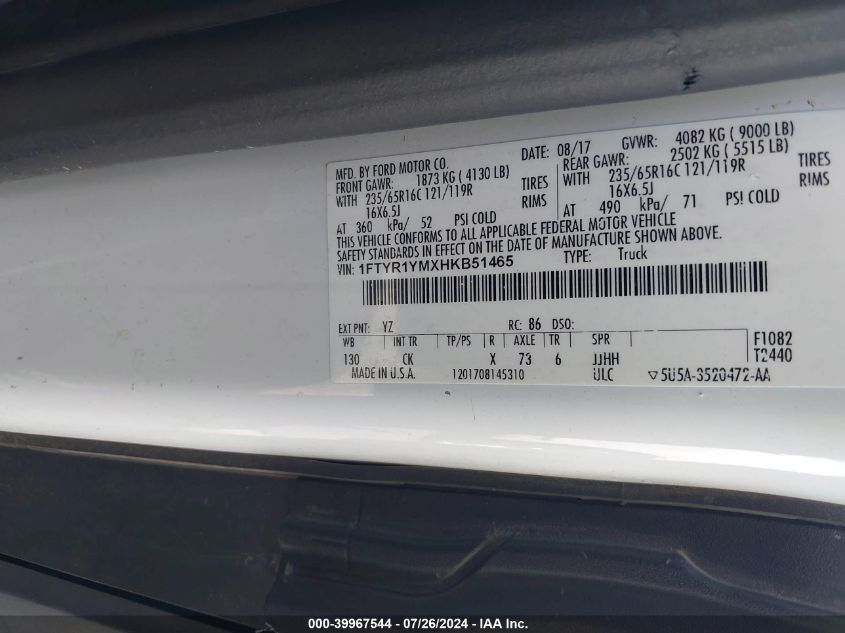 MFD. BY FORD MOTOR CO.
DATE: 08/17 GVWR: 4082 KG ( 9000 LB)
FRONT GAWR: 1873 KG ( 4130 LB) REAR GAWR: 2502 KG ( 5515 LB)
WITH 235/65R16C 121/119R TIRES WITH 235/65R16C 121/119R TIRES
16X6.5J RIMS 16X6.5J RIMS
AT 360 kPa/ 52 PSI COLD AT 490 kPa/ 71 PSI COLD
THIS VEHICLE CONFORMS TO ALL APPLICABLE FEDERAL MOTOR VEHICLE
SAFETY STANDARDS IN EFFECT ON THE DATE OF MANUFACTURE SHOWN ABOVE.
VIN: 1FTYR1YMXHKB51465 TYPE: Truck
EXT PNT: YZ RC: 86 DSO:
WB INT TR TP/PS R AXLE TR SPR F1082
130 CK X 73 6 JJHH T2440
MADE IN U.S.A. 1201708145310 ULC ▽5U5A-3520472-AA
000-39967544 - 07/26/2024 - IAA Inc.